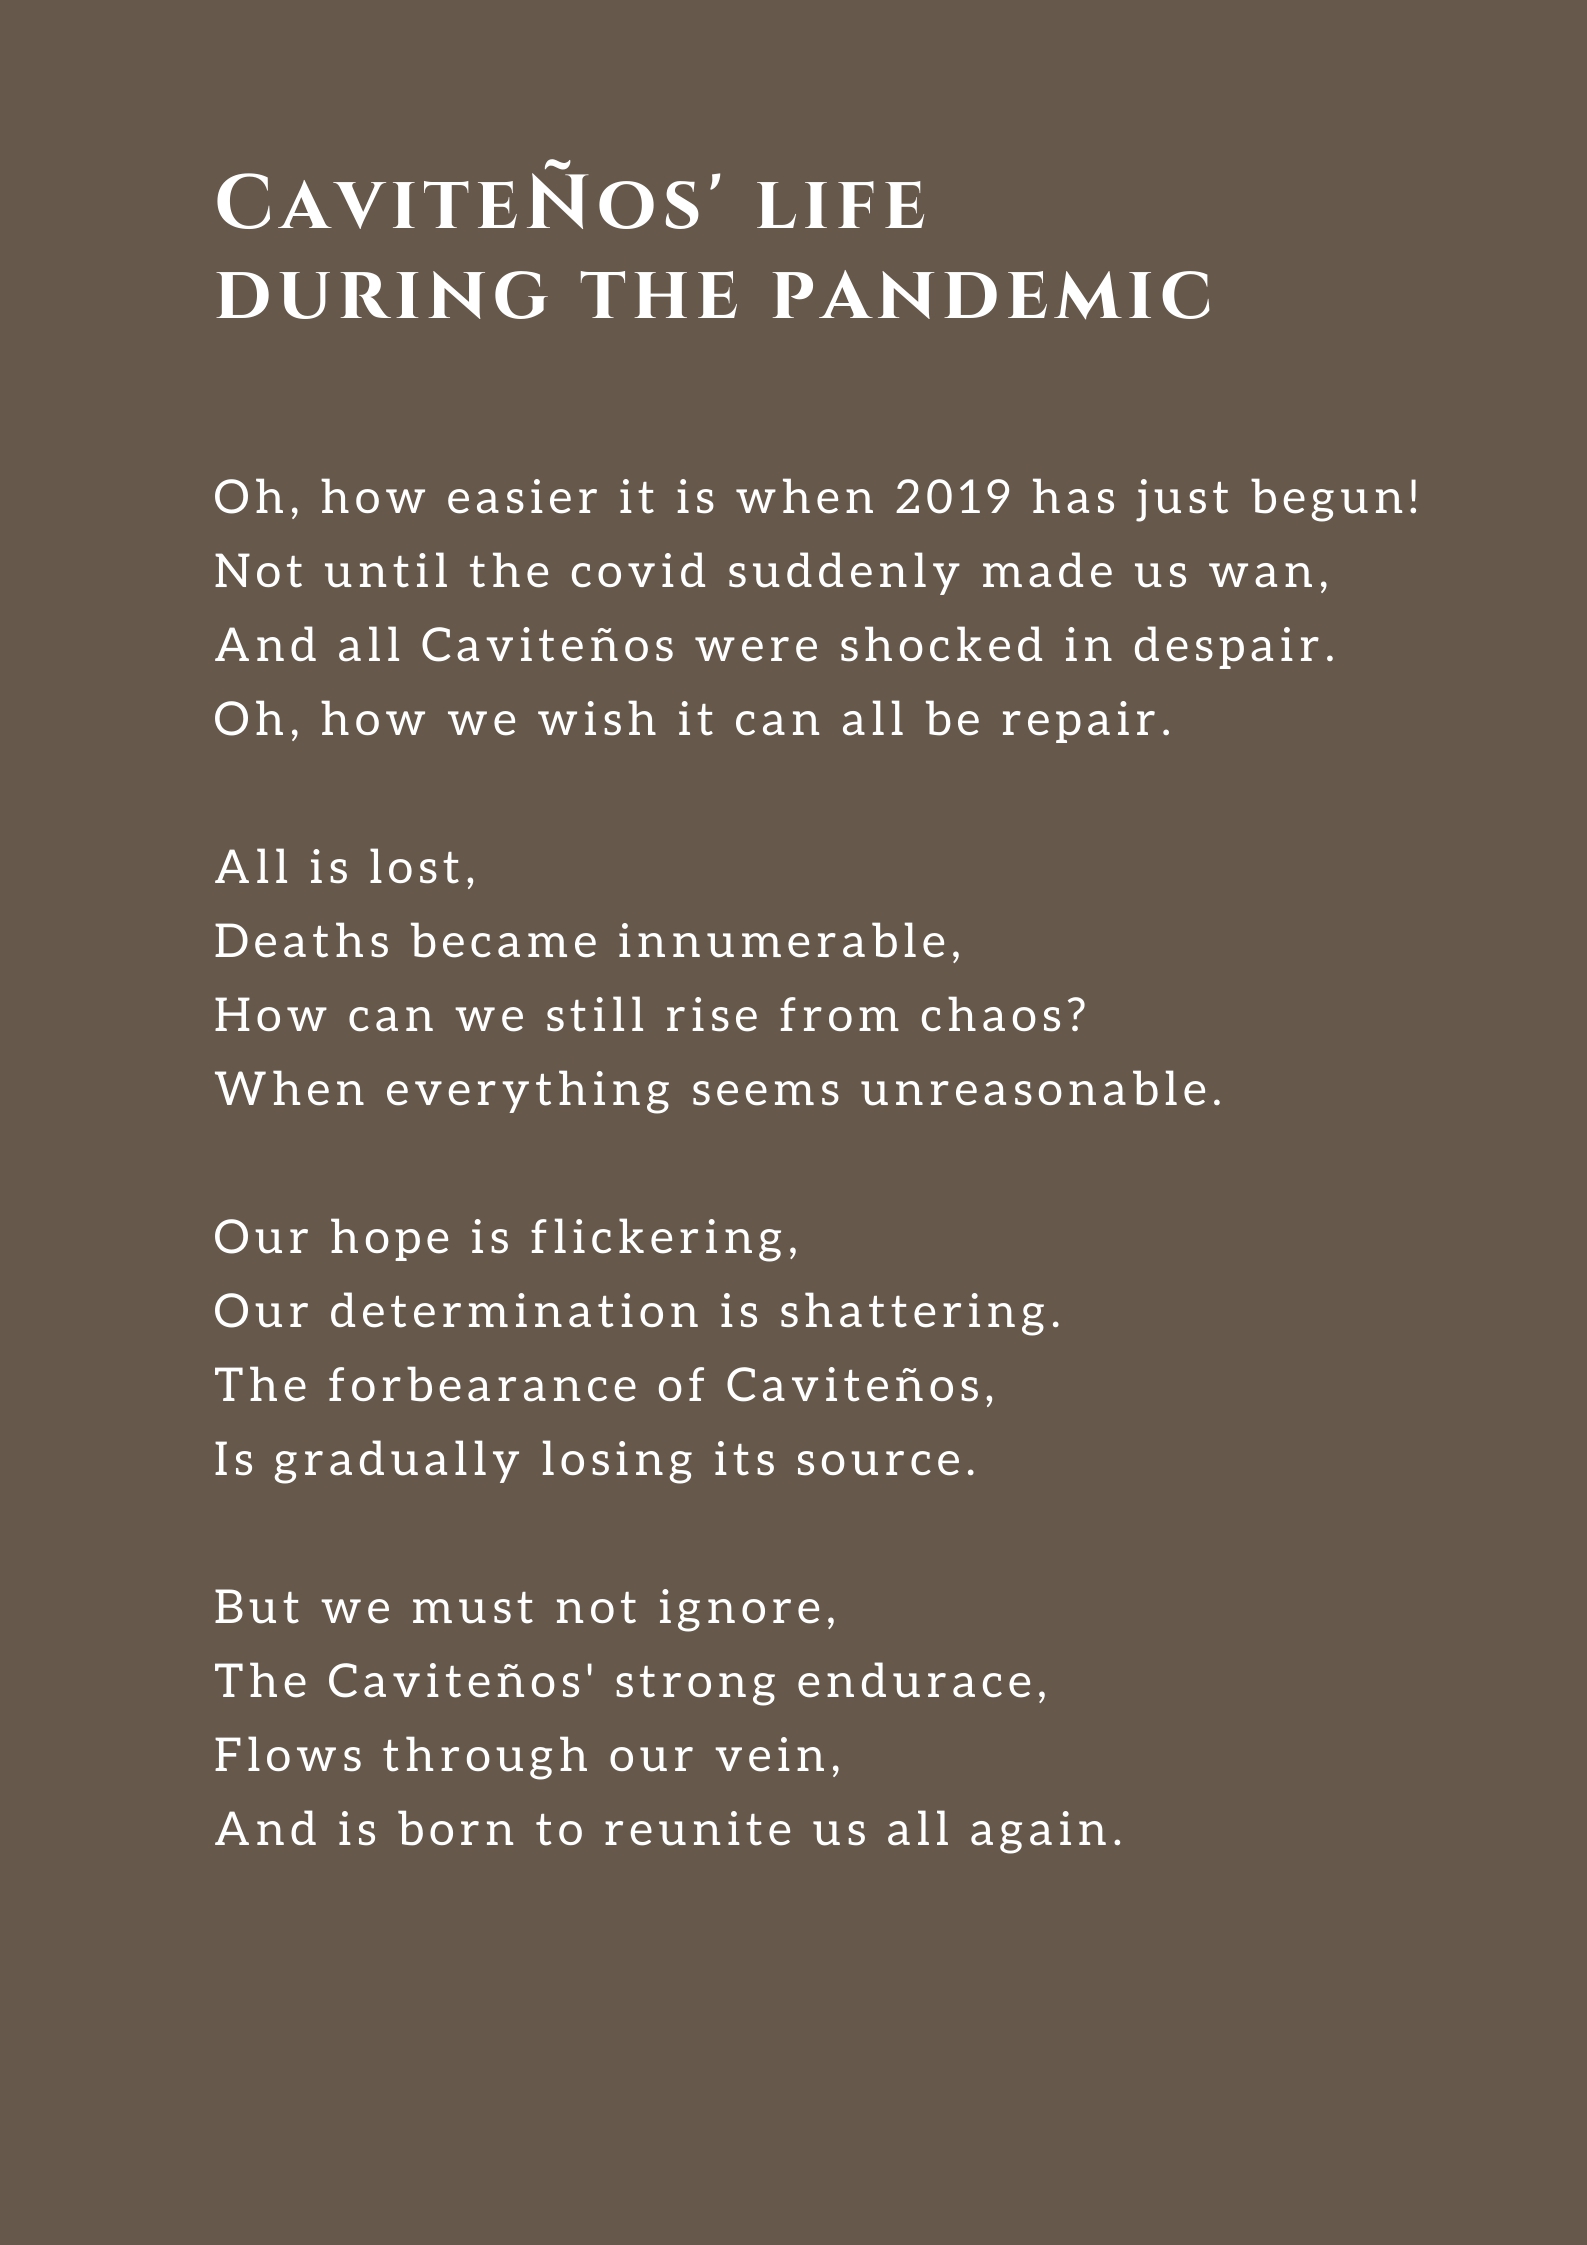 CaviteÑos' life
during the pandemic
Oh, how easier it is when 2019 has just begun!
Not until the covid suddenly made us wan,
And all Caviteños were shocked in despair.
Oh, how we wish it can all be repair.
All is lost,
Deaths became innumerable,
How can we still rise from chaos?
When everything seems unreasonable.
Our hope is flickering,
Our determination is shattering.
The forbearance of Caviteños,
Is gradually losing its source.
But we must not ignore,
The Caviteños' strong endurace,
Flows through our vein,
And is born to reunite us all again.